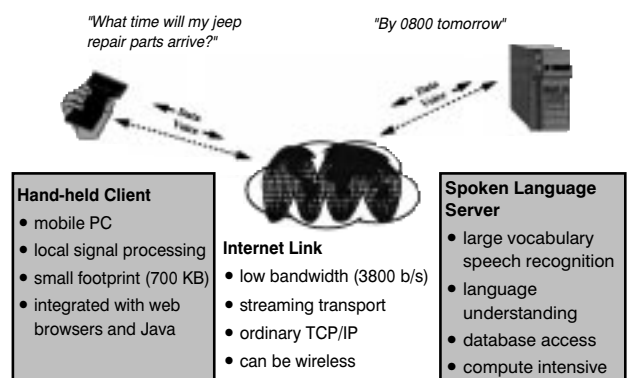 "What time will my jeep
repair parts arrive?"
"By 0800 tomorrow"
Data
Voice
Data
Voice
Hand-held Client
• mobile PC
• local signal processing
• small footprint (700 KB)
• integrated with web
browsers and Java
Internet Link
• low bandwidth (3800 b/s)
• streaming transport
• ordinary TCP/IP
• can be wireless
Spoken Language
Server
• large vocabulary
speech recognition
• language
understanding
• database access
• compute intensive